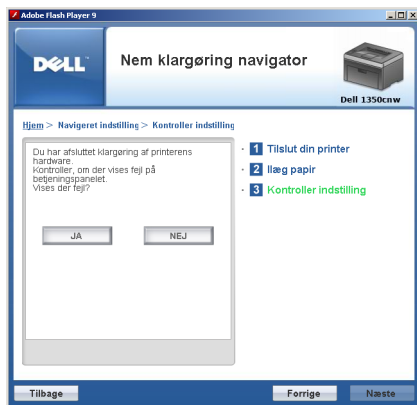 Adobe Flash Player 9
DELL™
Nem klargøring navigator
Dell 1350cnw
Hjem > Navigeret indstilling > Kontroller indstilling
Du har afsluttet klargøring af printerens
hardware.
Kontroller, om der vises fejl på
betjeningspanelet.
Vises der fejl?
JA NEJ
1 Tilslut din printer
2 Ilæg papir
3 Kontroller indstilling
Tilbage Forrige Næste